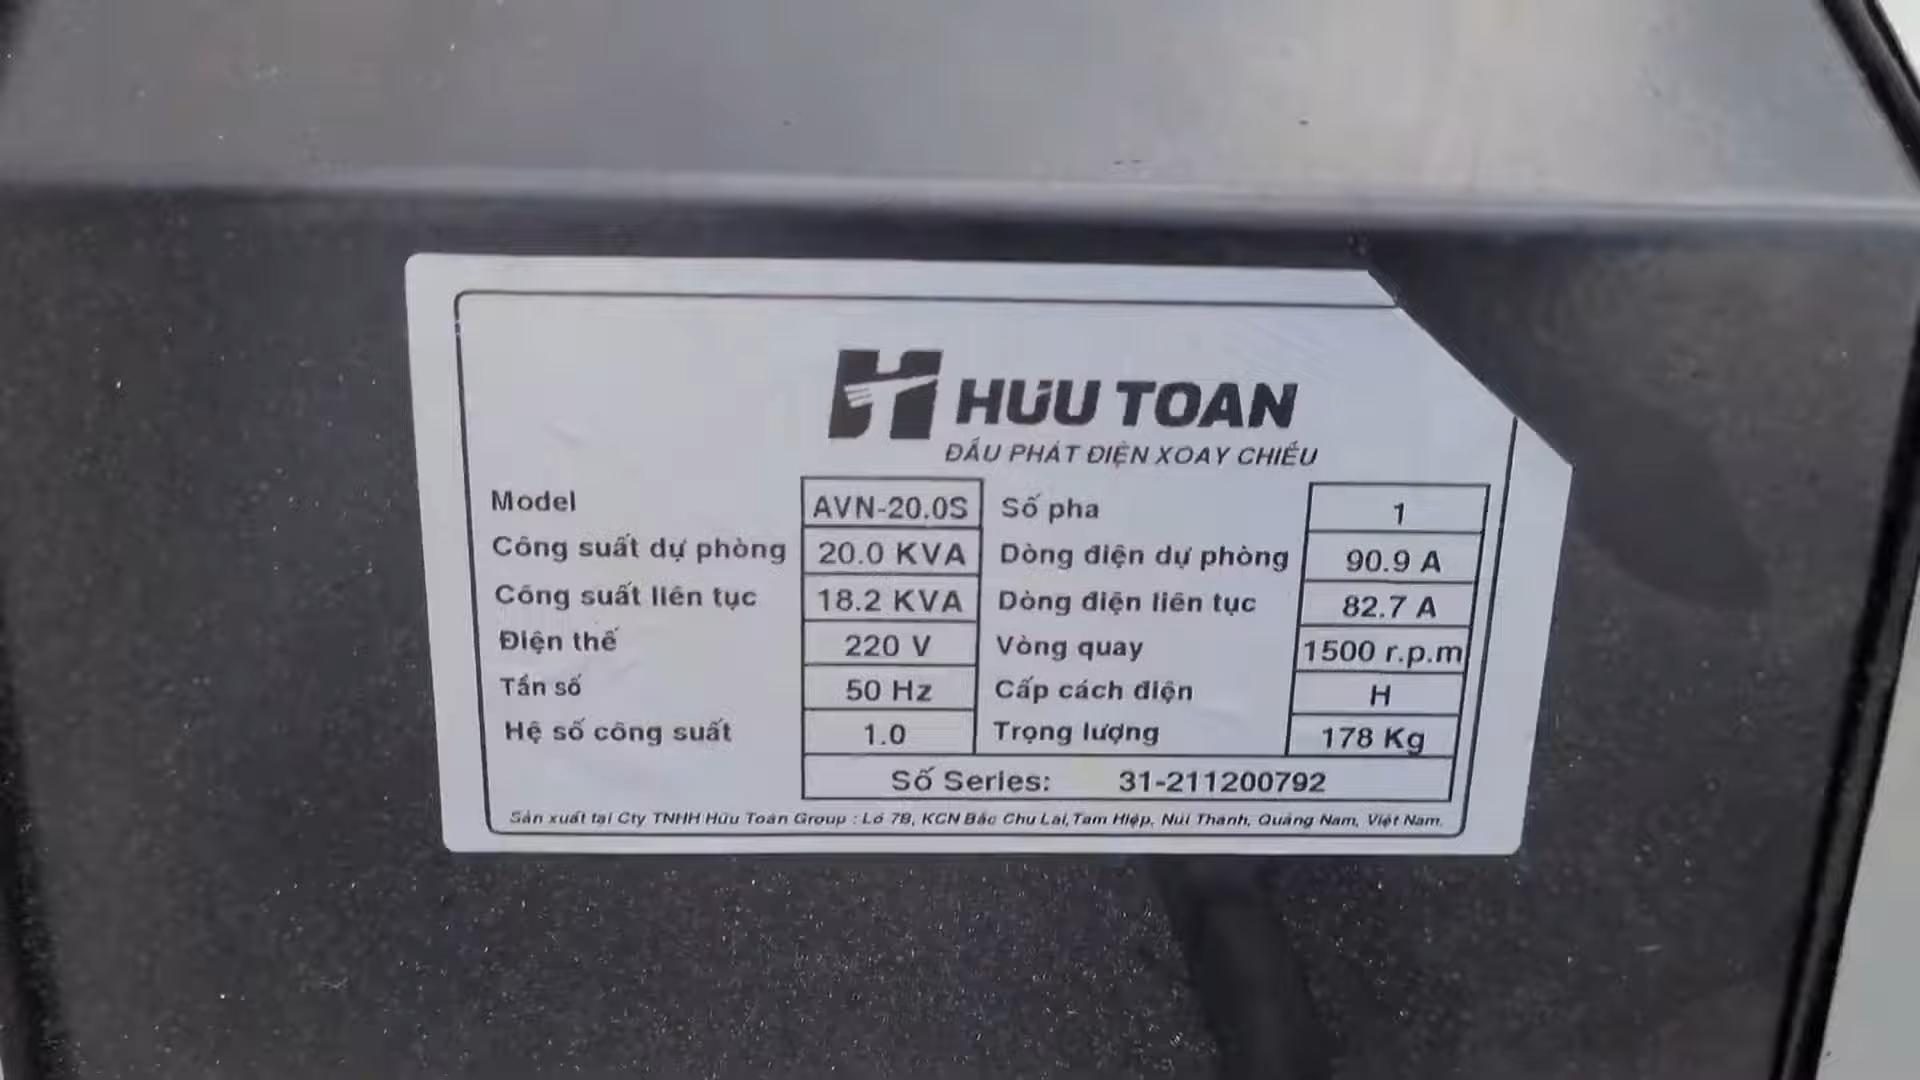 HỮU TOAN
ĐẦU PHÁT ĐIỆN XOAY CHIỀU
Model AVN-20.0S Số pha 1
Công suất dự phòng 20.0 KVA Dòng điện dự phòng 90.9 A
Công suất liên tục 18.2 KVA Dòng điện liên tục 82.7 A
Điện thế 220 V Vòng quay 1500 r.p.m
Tần số 50 Hz Cấp cách điện H
Hệ số công suất 1.0 Trọng lượng 178 Kg
Số Series: 31-211200792
Sản xuất tại Cty TNHH Hữu Toàn Group : Lô 7B, KCN Bắc Chu Lai, Tam Hiệp, Núi Thành, Quảng Nam, Việt Nam.